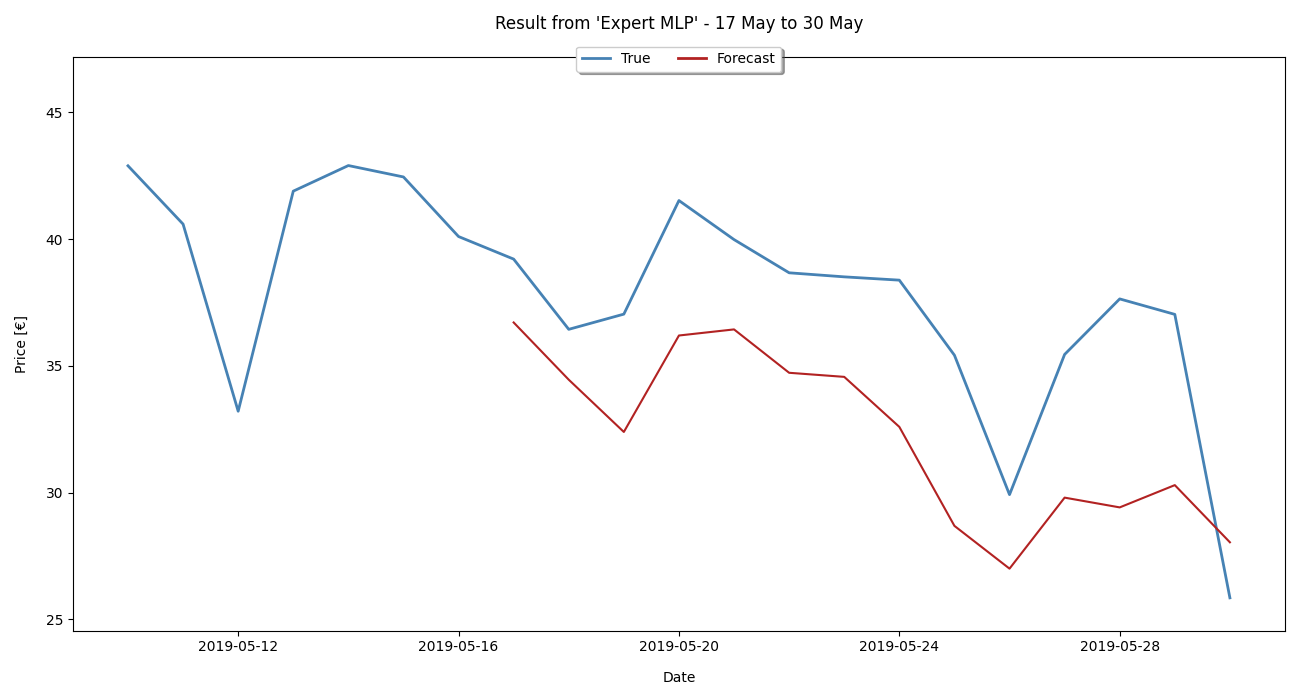 Result from 'Expert MLP' - 17 May to 30 May
True Forecast
45
40
35
30
25
Price [€]
2019-05-12 2019-05-16 2019-05-20 2019-05-24 2019-05-28
Date